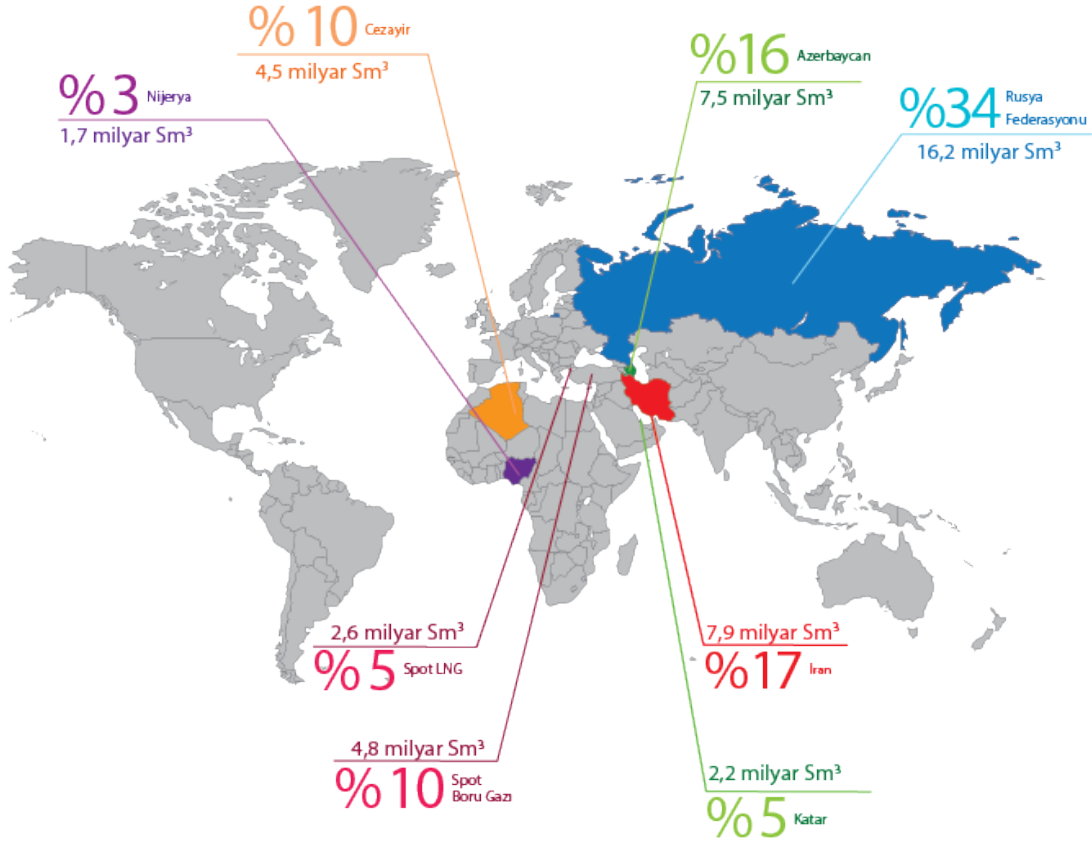 %10 Cezayir
4,5 milyar Sm³
%16 Azerbaycan
7,5 milyar Sm³
%3 Nijerya
1,7 milyar Sm³
%34 Rusya
Federasyonu
16,2 milyar Sm³
2,6 milyar Sm³
%5 Spot LNG
7,9 milyar Sm³
%17 İran
4,8 milyar Sm³
%10 Spot
Boru Gazı
2,2 milyar Sm³
%5 Katar